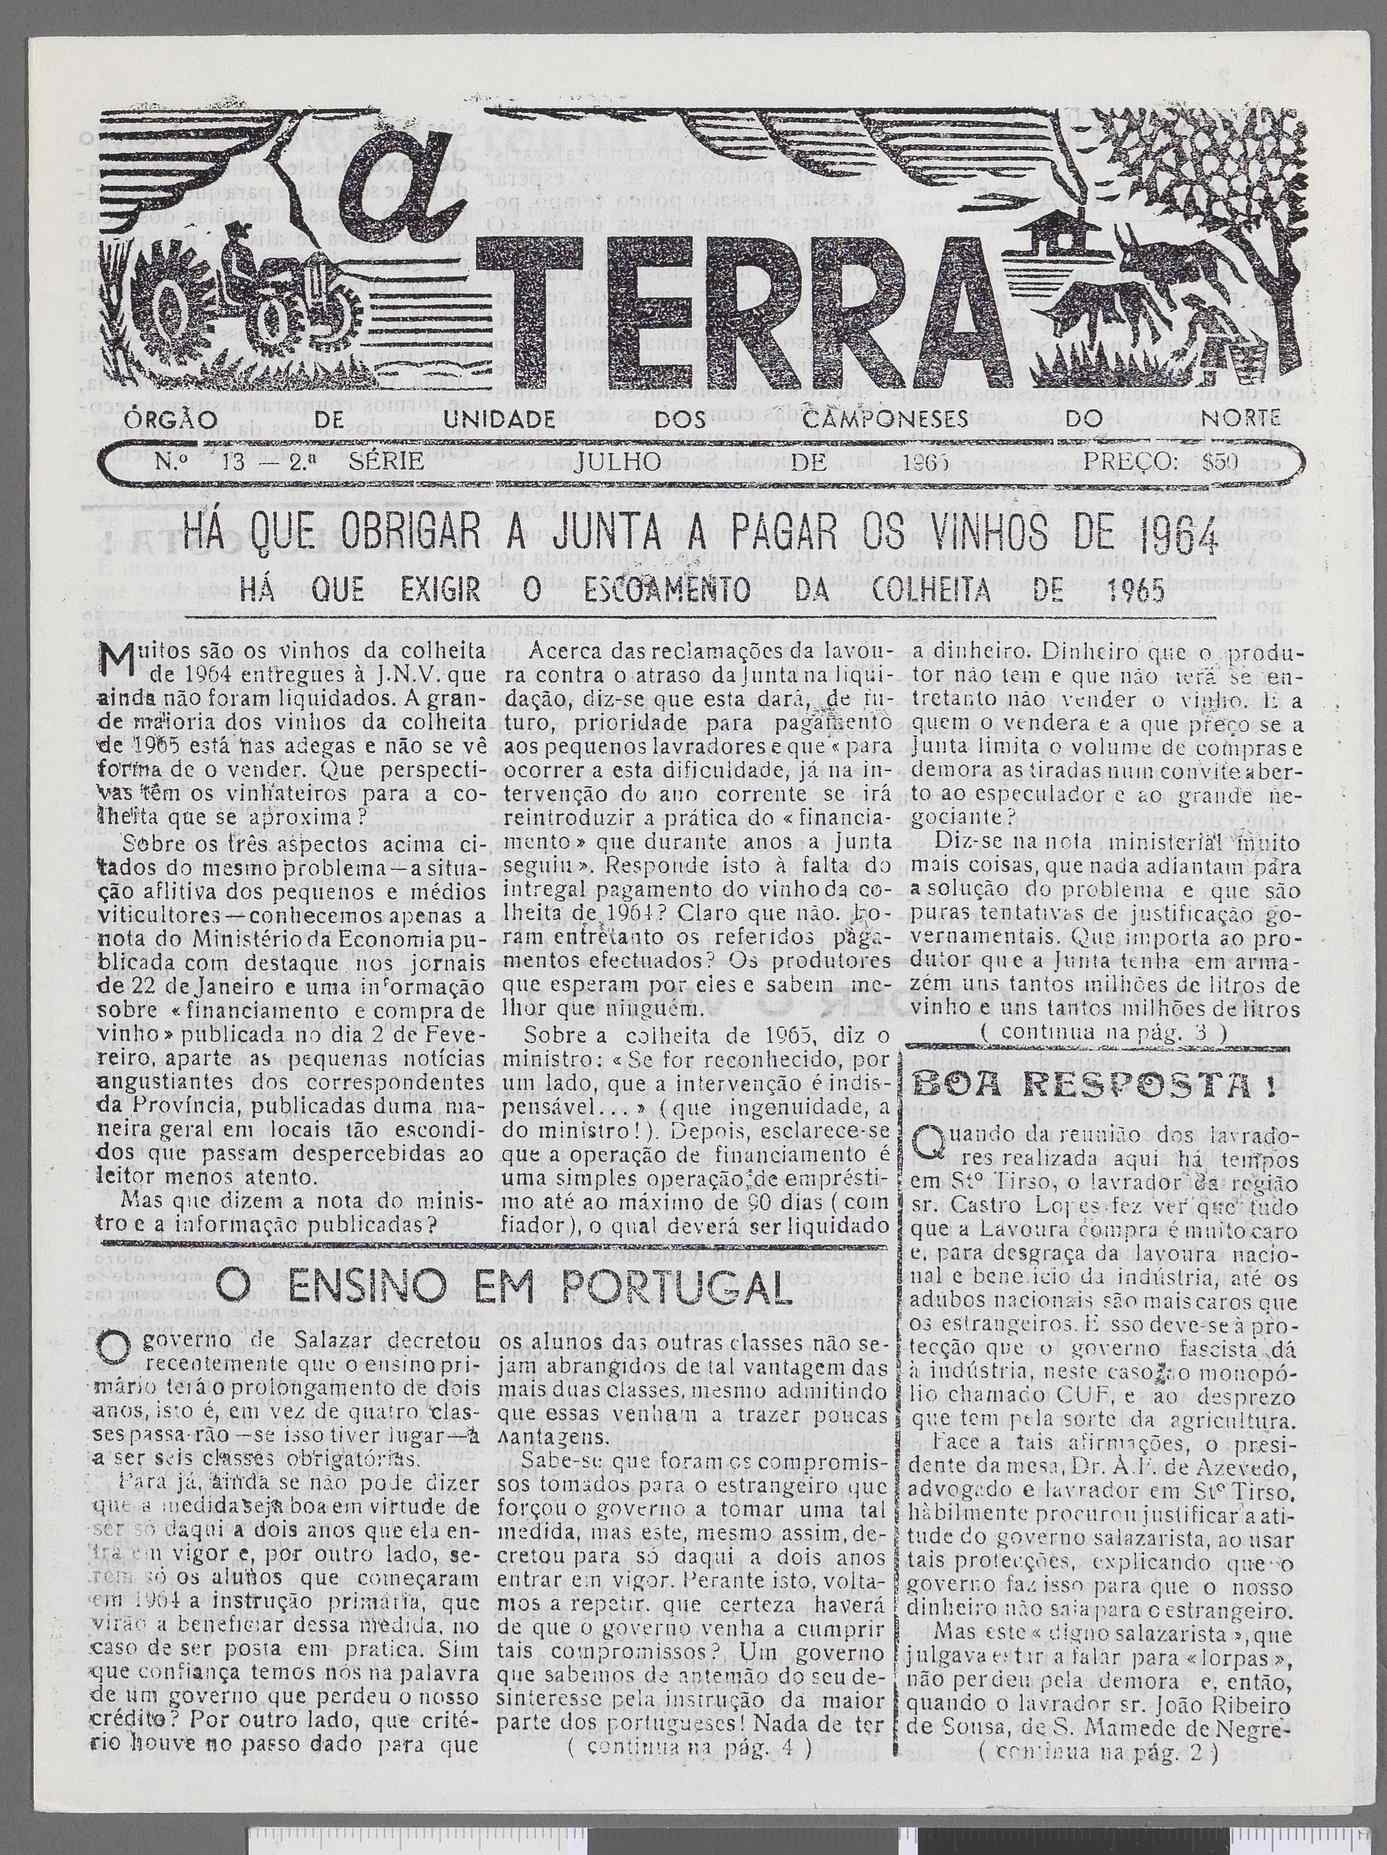 a
TERRA
ÓRGÃO DE UNIDADE DOS CAMPONESES DO NORTE
N.º 13 — 2.ª SÉRIE JULHO DE 1965 PREÇO: $50
HÁ QUE OBRIGAR A JUNTA A PAGAR OS VINHOS DE 1964
HÁ QUE EXIGIR O ESCOAMENTO DA COLHEITA DE 1965
Muitos são os vinhos da colheita
de 1964 entregues à J.N.V. que
ainda não foram liquidados. A gran-
de maioria dos vinhos da colheita
de 1965 está nas adegas e não se vê
forma de o vender. Que perspecti-
vas têm os vinhateiros para a co-
lheita que se aproxima?
Sobre os três aspectos acima ci-
tados do mesmo problema—a situa-
ção aflitiva dos pequenos e médios
viticultores—conhecemos apenas a
nota do Ministério da Economia pu-
blicada com destaque nos jornais
de 22 de Janeiro e uma informação
sobre « financiamento e compra de
vinho» publicada no dia 2 de Feve-
reiro, aparte as pequenas notícias
angustiantes dos correspondentes
da Província, publicadas duma ma-
neira geral em locais tão escondi-
dos que passam despercebidas ao
leitor menos atento.
Mas que dizem a nota do minis-
tro e a informação publicadas?
Acerca das reclamações da lavou-
ra contra o atraso da Junta na liqui-
dação, diz-se que esta dará, de fu-
turo, prioridade para pagamento
aos pequenos lavradores e que « para
ocorrer a esta dificuldade, já na in-
tervenção do ano corrente se irá
reintroduzir a prática do « financia-
mento» que durante anos a Junta
seguiu». Responde isto à falta do
intregal pagamento do vinho da co-
lheita de 1964? Claro que não. Fo-
ram entretanto os referidos paga-
mentos efectuados? Os produtores
que esperam por eles e sabem me-
lhor que ninguém.
Sobre a colheita de 1965, diz o
ministro: « Se for reconhecido, por
um lado, que a intervenção é indis-
pensável...» (que ingenuidade, a
do ministro!). Depois, esclarece-se
que a operação de financiamento é
uma simples operação de emprésti-
mo até ao máximo de 90 dias (com
fiador), o qual deverá ser liquidado
a dinheiro. Dinheiro que o produ-
tor não tem e que não terá se en-
tretanto não vender o vinho. E a
quem o vendera e a que preço se a
Junta limita o volume de compras e
demora as tiradas num convite aber-
to ao especulador e ao grande ne-
gociante?
Diz-se na nota ministerial muito
mais coisas, que nada adiantam para
a solução do problema e que são
puras tentativas de justificação go-
vernamentais. Que importa ao pro-
dutor que a Junta tenha em arma-
zém uns tantos milhões de litros de
vinho e uns tantos milhões de litros
( continua na pág. 3 )
BOA RESPOSTA!
Quando da reunião dos lavrado-
res realizada aqui há tempos
em Stº Tirso, o lavrador da região
sr. Castro Lopes fez ver que tudo
que a Lavoura compra é muito caro
e, para desgraça da lavoura nacio-
nal e benefício da indústria, até os
adubos nacionais são mais caros que
os estrangeiros. E isso deve-se à pro-
tecção que o governo fascista dá
à indústria, neste caso ao monopó-
lio chamado CUF, e ao desprezo
que tem pela sorte da agricultura.
Face a tais afirmações, o presi-
dente da mesa, Dr. A.F. de Azevedo,
advogado e lavrador em Stº Tirso,
hàbilmente procurou justificar a ati-
tude do governo salazarista, ao usar
tais protecções, explicando que o
governo faz isso para que o nosso
dinheiro não saia para o estrangeiro.
Mas este « digno salazarista », que
julgava estar a falar para « lorpas »,
não perdeu pela demora e, então,
quando o lavrador sr. João Ribeiro
de Sousa, de S. Mamede de Negre-
( continua na pág. 2 )
O ENSINO EM PORTUGAL
O governo de Salazar decretou
recentemente que o ensino pri-
mário terá o prolongamento de dois
anos, isto é, em vez de quatro clas-
ses passarão —se isso tiver lugar—a
a ser seis classes obrigatórias.
Para já, ainda se não pode dizer
que a medida seja boa em virtude de
ser só daqui a dois anos que ela en-
tra em vigor e, por outro lado, se-
rem só os alunos que começaram
em 1964 a instrução primária, que
virão a beneficiar dessa medida, no
caso de ser posta em pratica. Sim
que confiança temos nós na palavra
de um governo que perdeu o nosso
crédito? Por outro lado, que crité-
rio houve no passo dado para que
os alunos das outras classes não se-
jam abrangidos de tal vantagem das
mais duas classes, mesmo admitindo
que essas venham a trazer poucas
vantagens.
Sabe-se que foram os compromis-
sos tomados para o estrangeiro que
forçou o governo a tomar uma tal
medida, mas este, mesmo assim, de-
cretou para só daqui a dois anos
entrar em vigor. Perante isto, volta-
mos a repetir. que certeza haverá
de que o governo venha a cumprir
tais compromissos? Um governo
que sabemos de antemão do seu de-
sinteresse pela instrução da maior
parte dos portugueses! Nada de ter
( continua na pág. 4 )